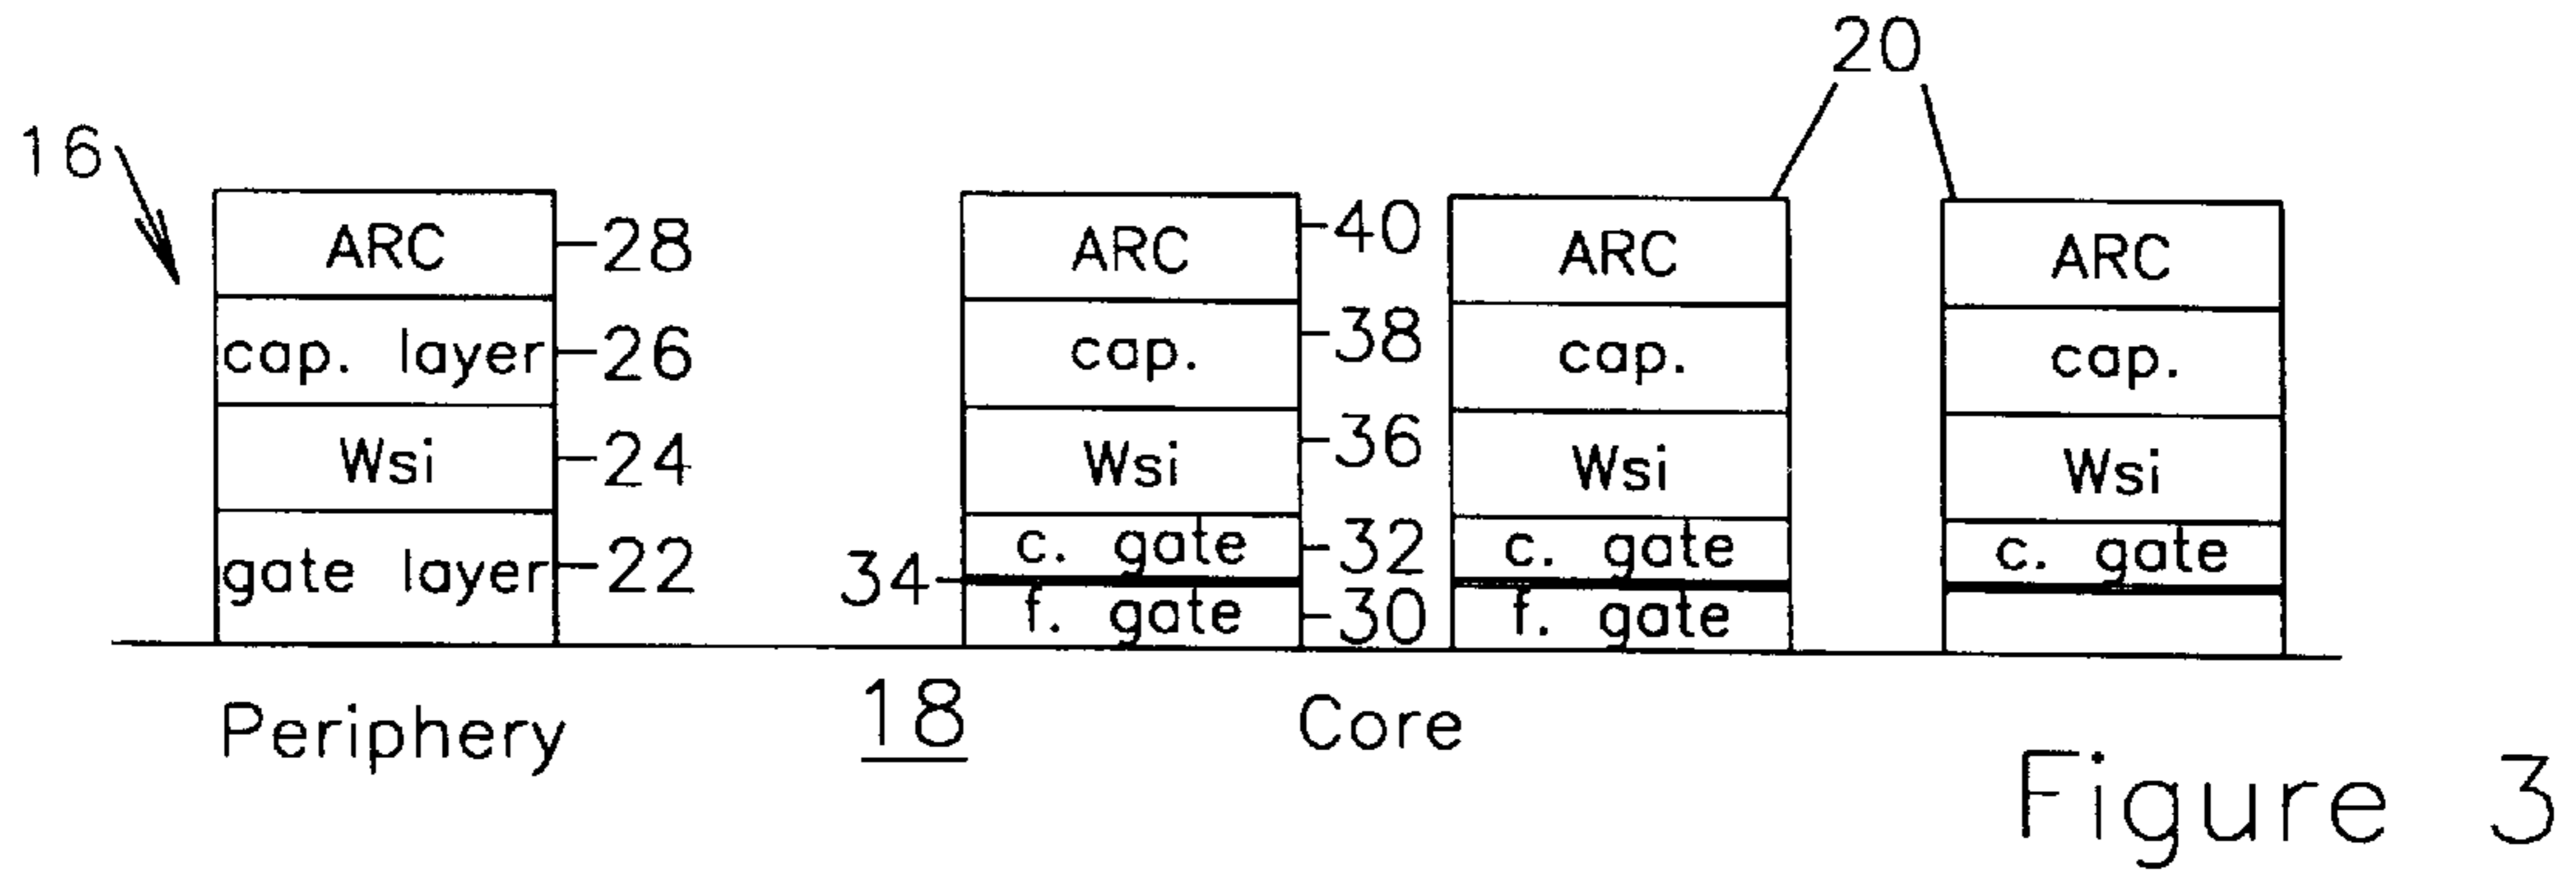 20
16
ARC 28 ARC 40 ARC ARC
cap. layer 26 cap. 38 cap. cap.
Wsi 24 Wsi 36 Wsi Wsi
gate layer 22 c. gate 32 c. gate c. gate
34 f. gate 30 f. gate
Periphery 18 Core
Figure 3